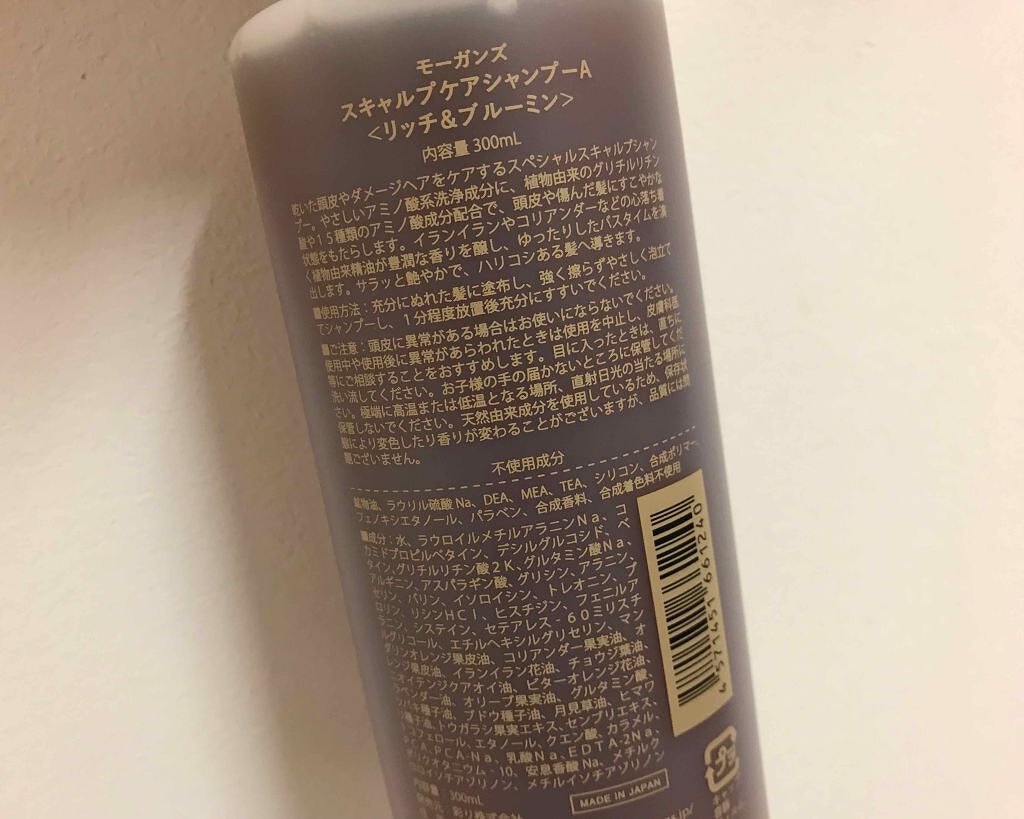 モーガンズ
スキャルプケアシャンプーA
<リッチ&ブルーミン>
内容量 300mL
乾いた頭皮やダメージヘアをケアするスペシャルスキャルプシャン
プー。やさしいアミノ酸系洗浄成分に、植物由来のグリチルリチン
酸や15種類のアミノ酸成分配合で、頭皮や傷んだ髪にすこやかな
状態をもたらします。イランイランやコリアンダーなどの心落ち着
く植物由来精油が豊潤な香りを醸し、ゆったりしたバスタイムを演
出します。サラッと艶やかで、ハリコシある髪へ導きます。
■使用方法：充分にぬれた髪に塗布し、強く擦らずやさしく泡立て
てシャンプーし、1分程度放置後充分にすすいでください。
■ご注意：頭皮に異常がある場合はお使いにならないでください。
使用中や使用後に異常があらわれたときは使用を中止し、皮膚科医
等にご相談することをおすすめします。目に入ったときは、直ちに
洗い流してください。お子様の手の届かないところに保管してくだ
さい。極端に高温または低温となる場所、直射日光の当たる場所に
保管しないでください。天然由来成分を使用しているため、保存状
態により変色したり香りが変わることがございますが、品質には問
題ございません。
不使用成分
鉱物油、ラウリル硫酸Na、DEA、MEA、TEA、シリコン、合成ポリマー、
フェノキシエタノール、パラベン、合成香料、合成着色料不使用
■成分：水、ラウロイルメチルアラニンNa、コ
カミドプロピルベタイン、デシルグルコシド、ベ
タイン、グリチルリチン酸2K、グルタミン酸Na、
アルギニン、アスパラギン酸、グリシン、アラニン、
セリン、バリン、イソロイシン、トレオニン、プ
ロリン、リシンHCl、ヒスチジン、フェニルア
ラニン、システイン、セテアレス-60ミリスチ
ルグリコール、エチルヘキシルグリセリン、マン
ダリンオレンジ果皮油、コリアンダー果実油、オ
レンジ果皮油、イランイラン花油、チョウジ葉油、
ニオイテンジクアオイ油、ビターオレンジ花油、
ラベンダー油、オリーブ果実油、グルタミン酸、
ツバキ種子油、ブドウ種子油、月見草油、ヒマワ
リ種子油、トウガラシ果実エキス、センブリエキス、
トコフェロール、エタノール、クエン酸、カラメル、
PCA、PCA-Na、乳酸Na、EDTA-2Na、
ポリクオタニウム-10、安息香酸Na、メチルク
ロロイソチアゾリノン、メチルイソチアゾリノン
内容量 300mL
彩り株式会社
MADE IN JAPAN
4571451661240